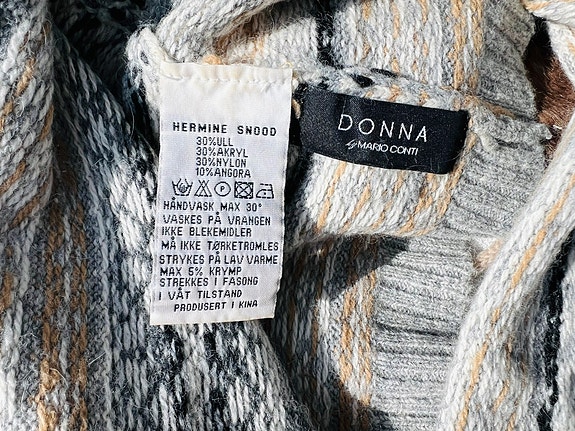 HERMINE SNOOD
30%ULL
30%AKRYL
30%NYLON
10%ANGORA
HÅNDVASK MAX 30°
VASKES PÅ VRANGEN
IKKE BLEKEMIDLER
MÅ IKKE TØRKETROMLES
STRYKES PÅ LAV VARME
MAX 5% KRYMP
STREKKES I FASONG
I VÅT TILSTAND
PRODUSERT I KINA
DONNA
by MARIO CONTI